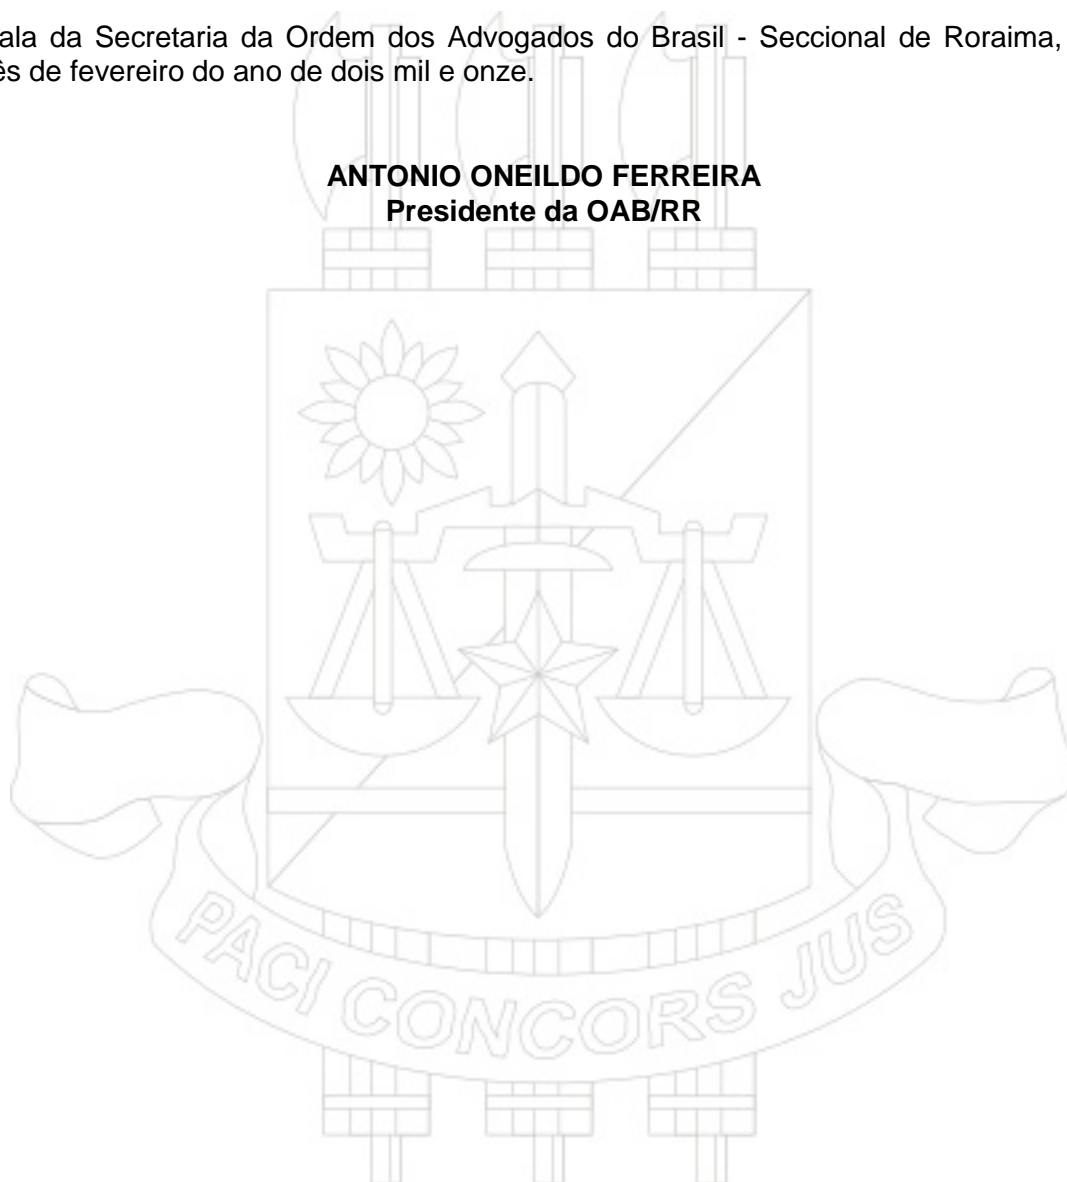 ala da Secretaria da Ordem dos Advogados do Brasil - Seccional de Roraima,
ês de fevereiro do ano de dois mil e onze.
ANTONIO ONEILDO FERREIRA
Presidente da OAB/RR
PACI CONCORS JUS